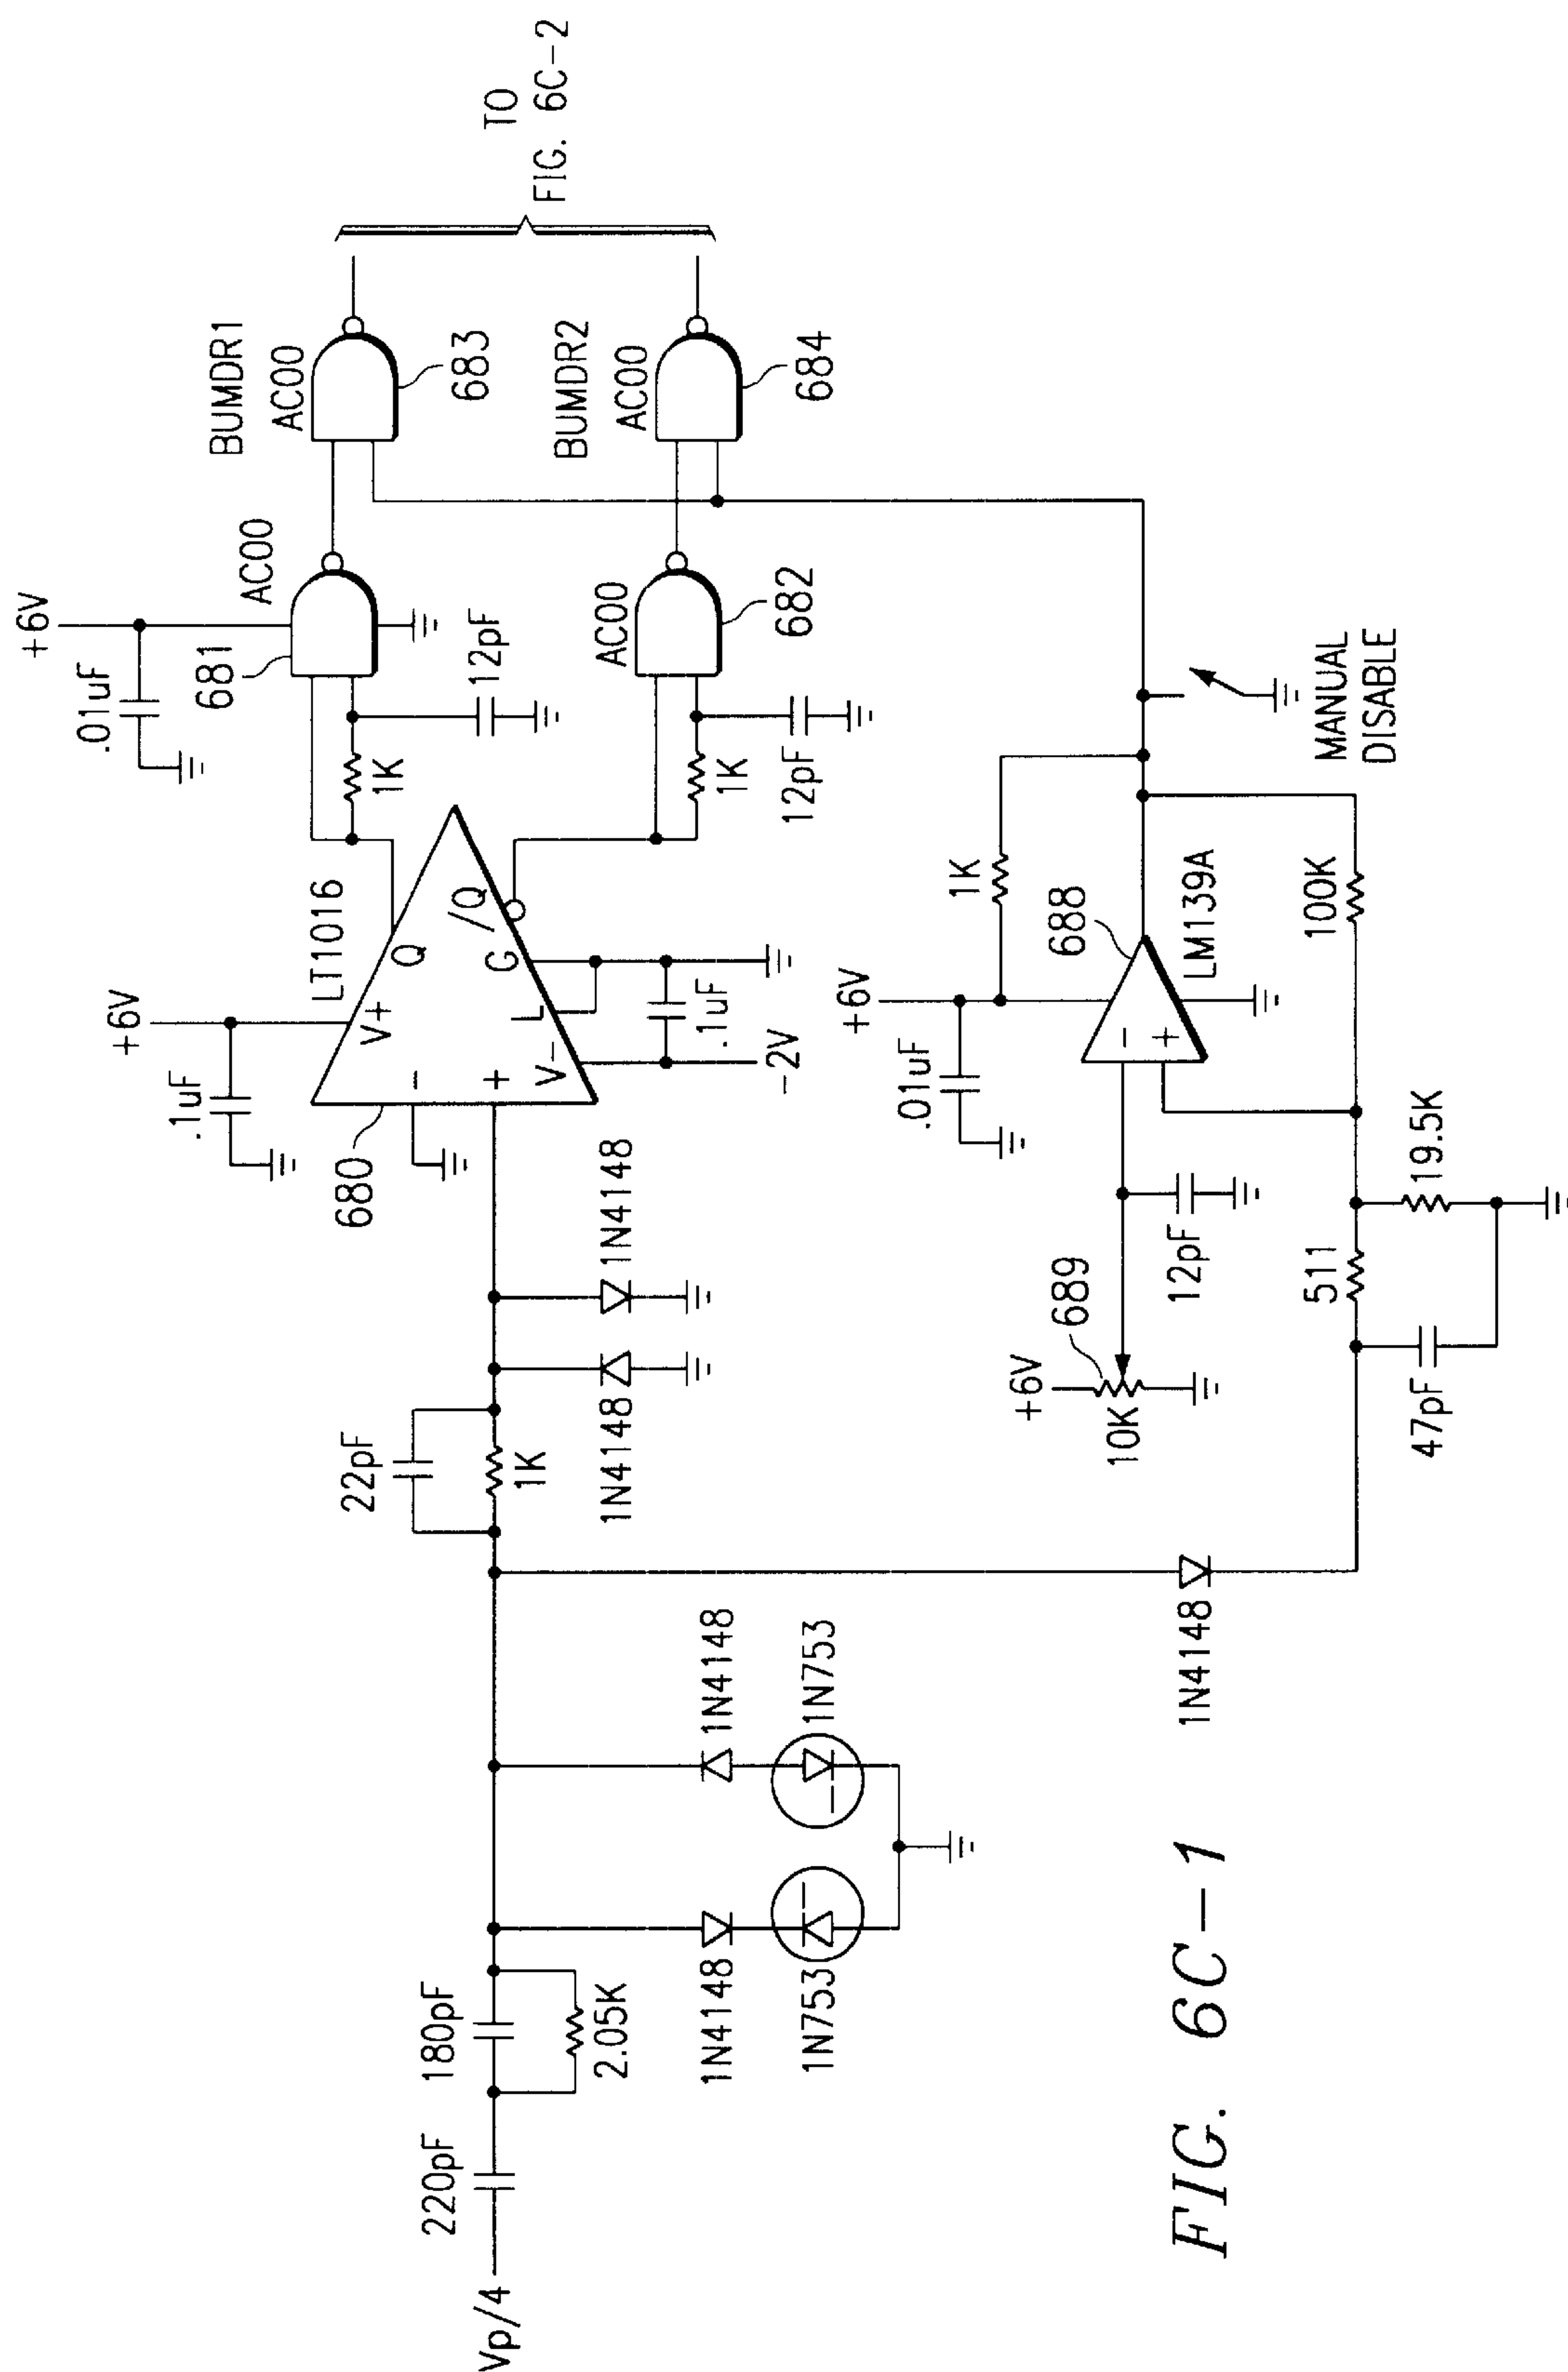 Vp/4
220pF
180pF
2.05K
1N4148
1N753
1N4148
1N753
22pF
1K
1N4148
1N4148
680
.1uF
+6V
LT1016
V+
-
+
V-
Q
/Q
G
L
.1uF
-2V
+6V
.01uF
681
AC00
1K
12pF
AC00
682
1K
12pF
BUMDR1
AC00
683
BUMDR2
AC00
684
TO
FIG. 6C-2
1N4148
+6V
689
10K
12pF
+6V
.01uF
1K
688
-
+
LM139A
100K
511
47pF
19.5K
MANUAL
DISABLE
FIG. 6C-1